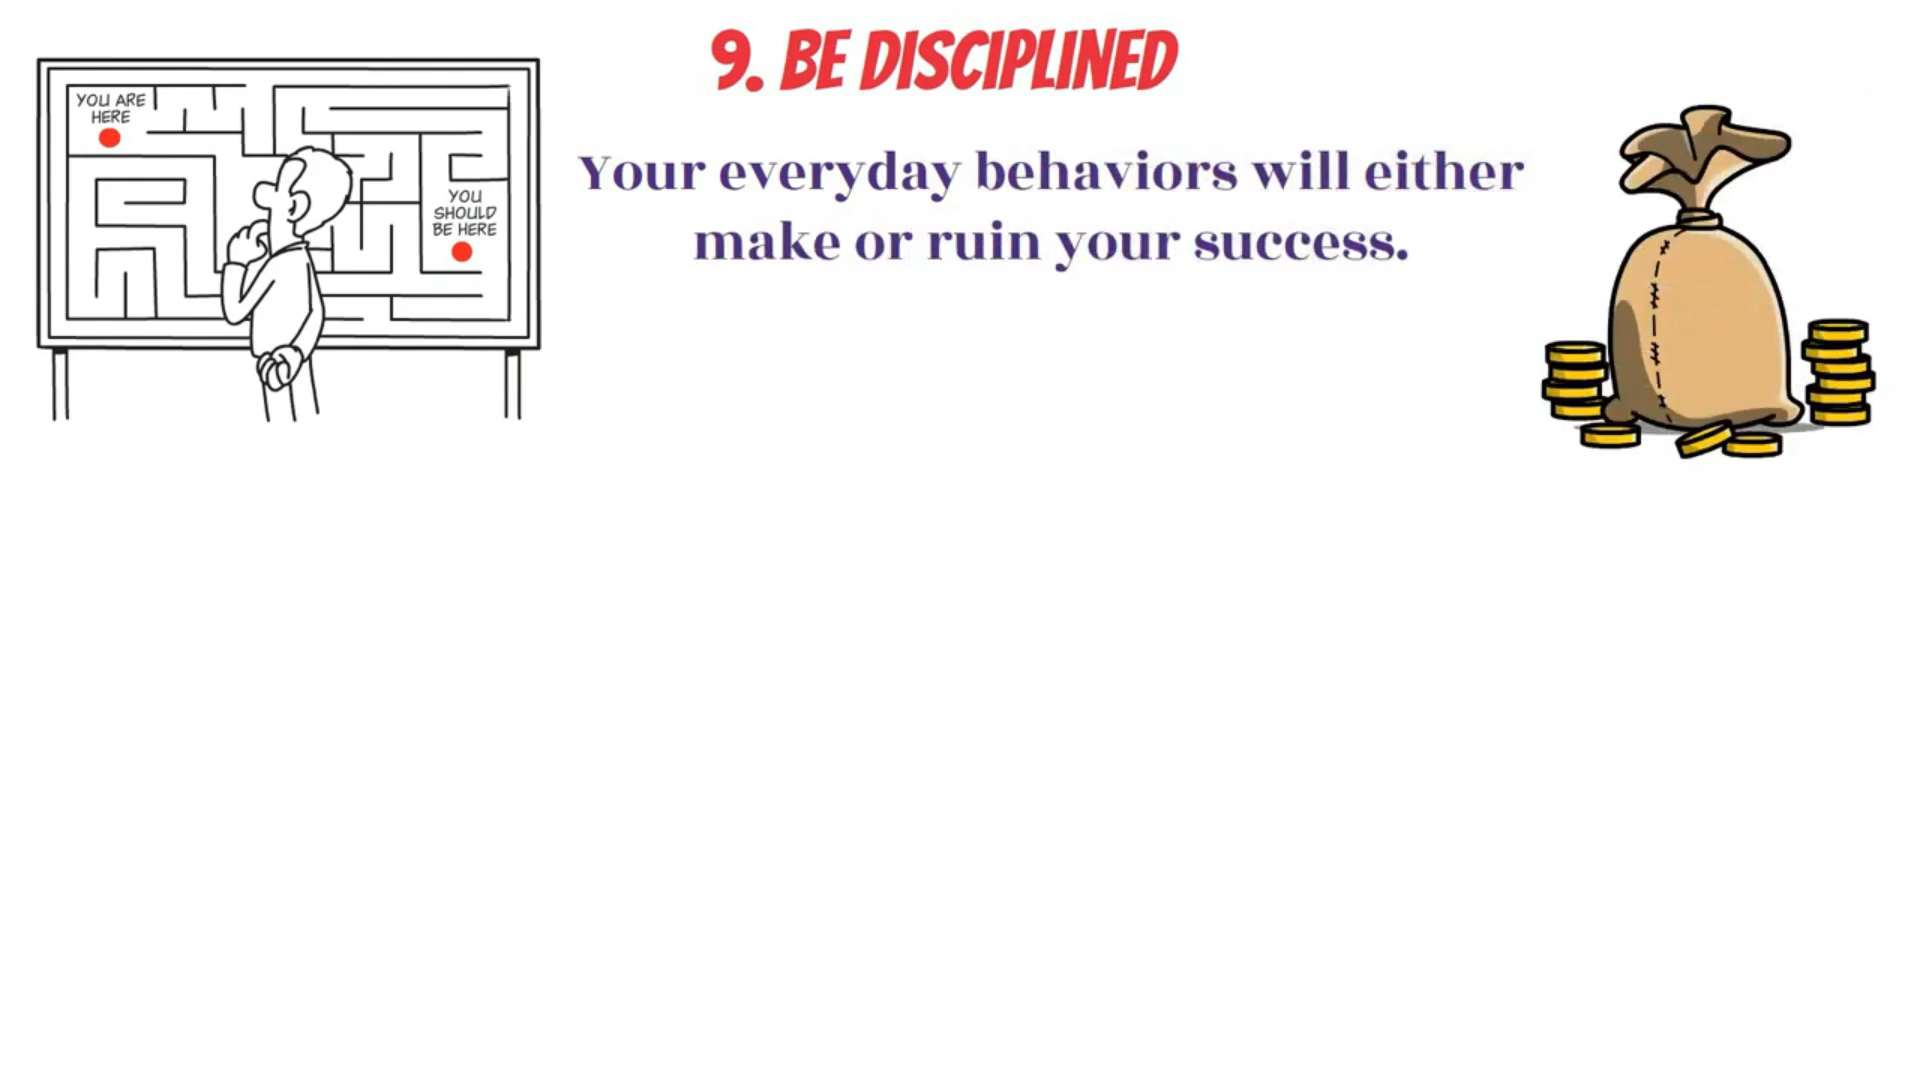 9. BE DISCIPLINED
YOU ARE
HERE
YOU
SHOULD
BE HERE
Your everyday behaviors will either
make or ruin your success.